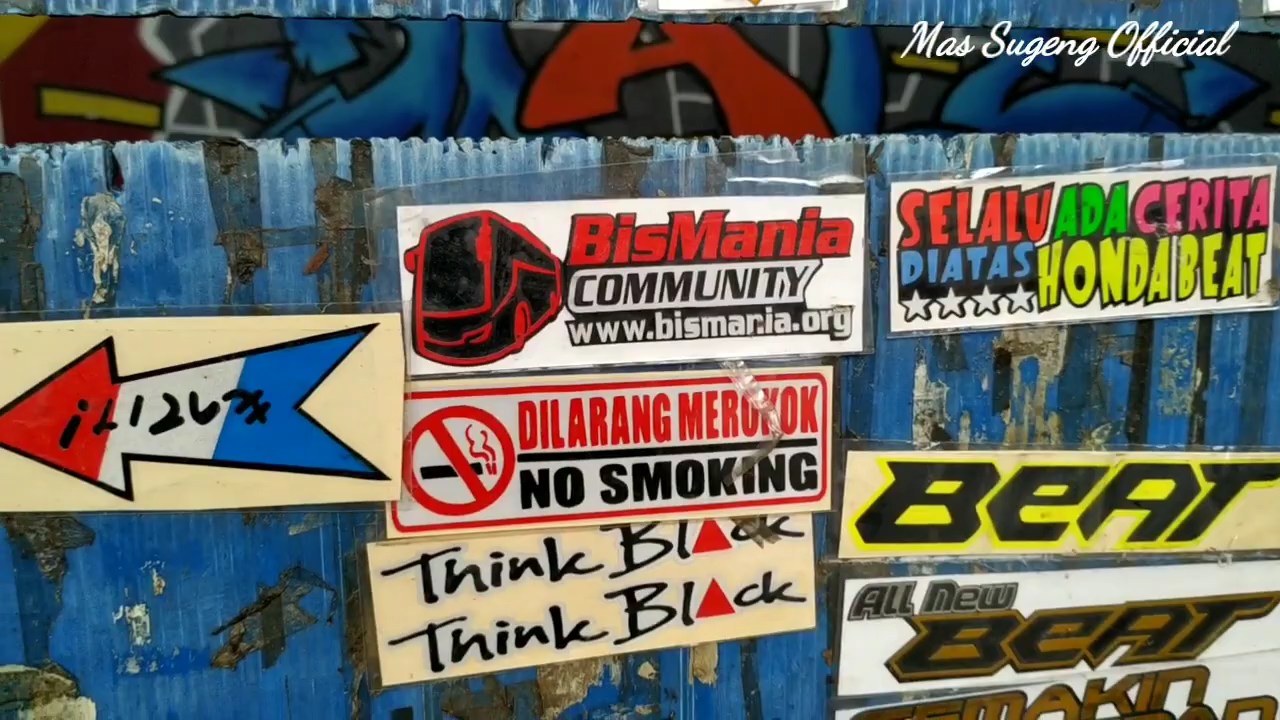 Mas Sugeng Official
BisMania
COMMUNITY
www.bismania.org
SELALU ADA CERITA
DIATAS HONDA BEAT
DILARANG MEROKOK
NO SMOKING
Think Black
Think Black
BeAT
All New
BeAT
SEMAKIN